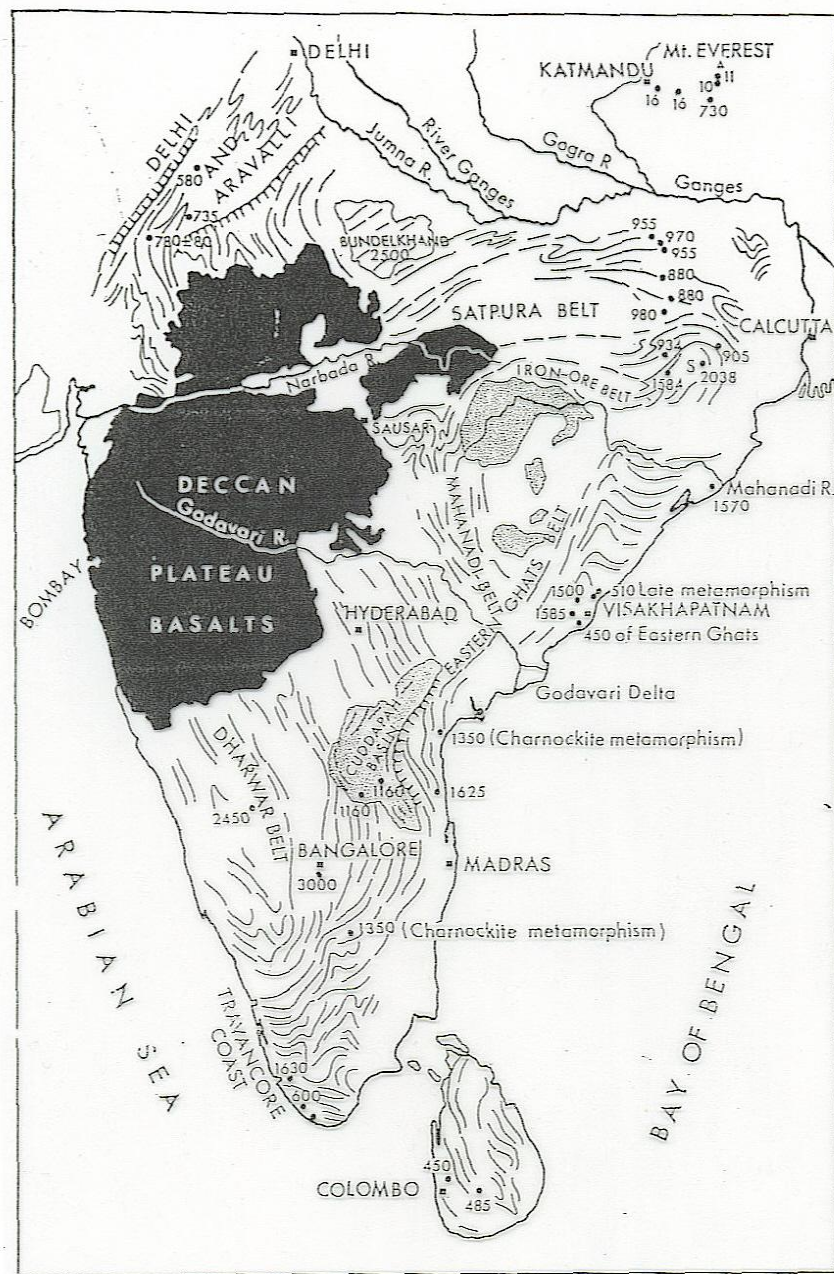 DELHI
Mt. EVEREST
KATMANDU
10
11
16
16
730
DELHI AND ARAVALLI
580
735
780±80
Jumna R.
River Ganges
Gagra R
Ganges
BUNDELKHAND
2500
955
970
955
880
880
980
SATPURA BELT
CALCUTTA
934
905
S
2038
1584
IRON-ORE BELT
Narbada R.
SAUSAR
DECCAN
Godavari R.
PLATEAU
BASALTS
BOMBAY
MAHANADI-BELT
EASTERN GHATS BELT
Mahanadi R.
1570
HYDERABAD
1500
510 Late metamorphism
1585
VISAKHAPATNAM
450 of Eastern Ghats
Godavari Delta
CUDDAPAH
BASIN
1350 (Charnockite metamorphism)
1160
1160
1625
DHARWAR BELT
2450
BANGALORE
3000
MADRAS
1350 (Charnockite metamorphism)
ARABIAN SEA
BAY OF BENGAL
TRAVANCORE
COAST
1630
600
450
COLOMBO
485